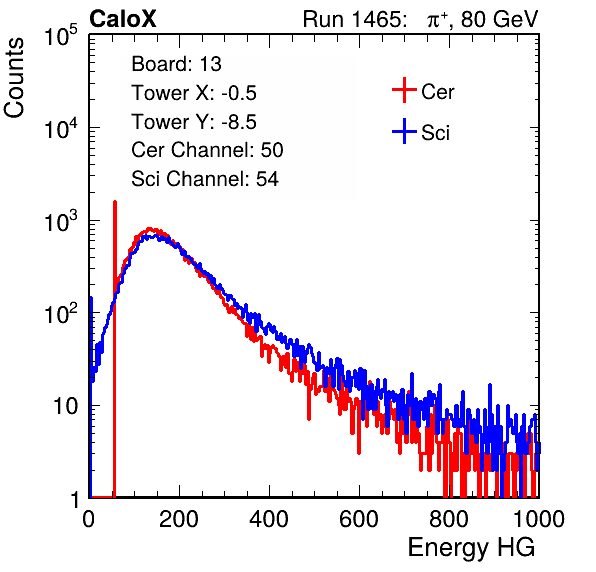 CaloX Run 1465: π⁺, 80 GeV
Counts
10⁵
10⁴
10³
10²
10
1
Board: 13
Tower X: -0.5
Tower Y: -8.5
Cer Channel: 50
Sci Channel: 54
Cer
Sci
0 200 400 600 800 1000
Energy HG